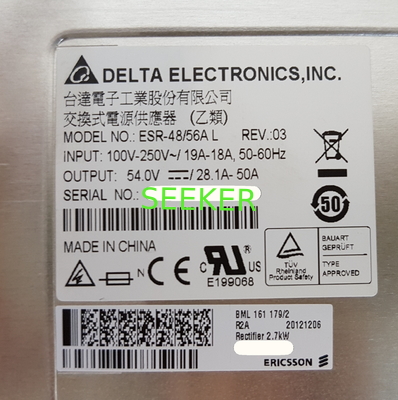 DELTA ELECTRONICS,INC.
台達電子工業股份有限公司
交換式電源供應器 (乙類)
MODEL NO.: ESR-48/56A L REV.:03
INPUT: 100V-250V~/ 19A-18A, 50-60Hz
OUTPUT: 54.0V ⎓/ 28.1A- 50A
SERIAL NO.:
SEEKER
50
MADE IN CHINA
N
CE
c UL US
E199068
TÜV
Rheinland
Product Safety
BAUART
GEPRÜFT
TYPE
APPROVED
BML 161 179/2
R2A 20121206
Rectifier 2.7kW
ERICSSON